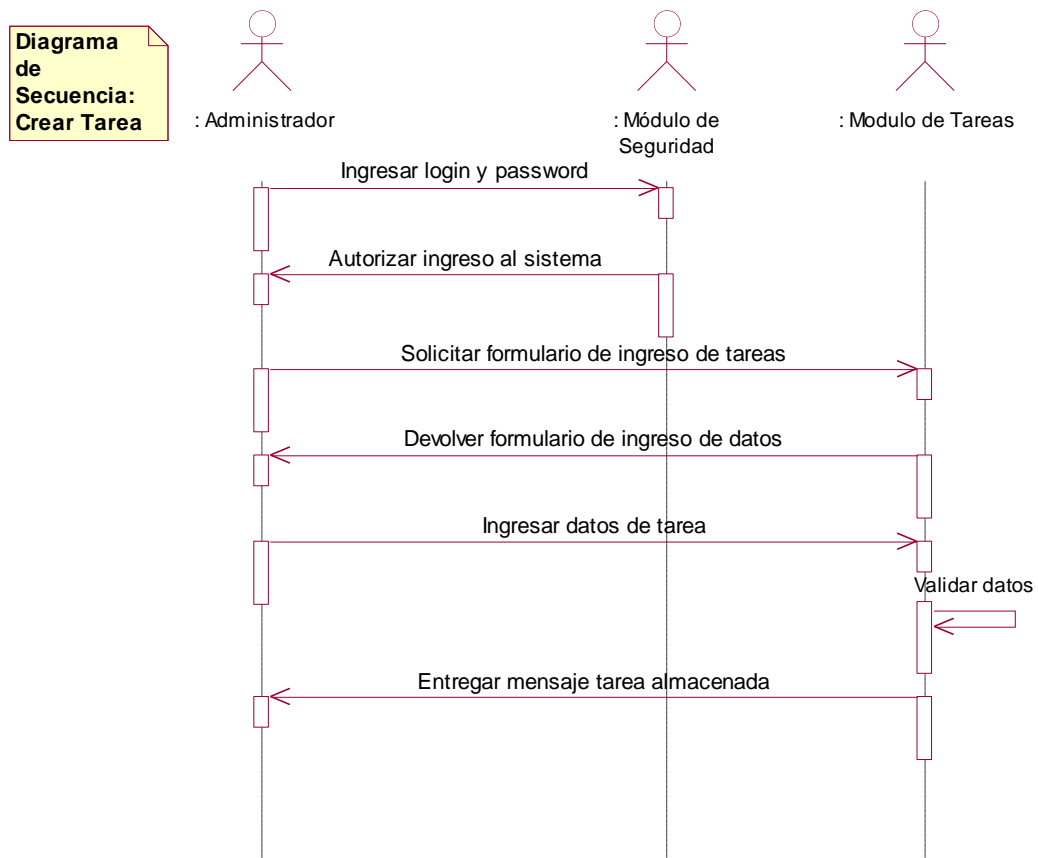 Diagrama
de
Secuencia:
Crear Tarea
: Administrador
: Módulo de
Seguridad
: Modulo de Tareas
Ingresar login y password
Autorizar ingreso al sistema
Solicitar formulario de ingreso de tareas
Devolver formulario de ingreso de datos
Ingresar datos de tarea
Validar datos
Entregar mensaje tarea almacenada